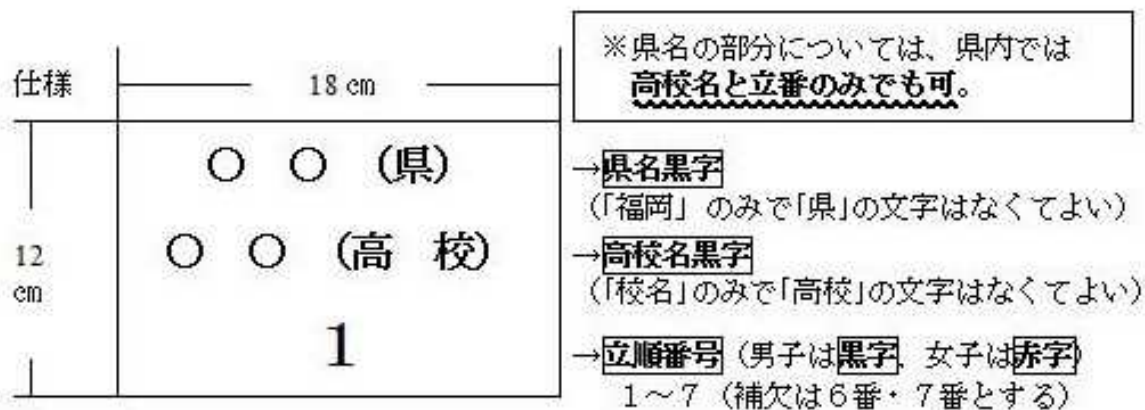 ※県名の部分については、県内では
高校名と立番のみでも可。
仕様
18 cm
12
cm
○ ○ (県)
→県名黒字
(「福岡」のみで「県」の文字はなくてよい)
○ ○ (高 校)
→高校名黒字
(「校名」のみで「高校」の文字はなくてよい)
1
→立順番号 (男子は黒字, 女子は赤字)
1～7 (補欠は6番・7番とする)